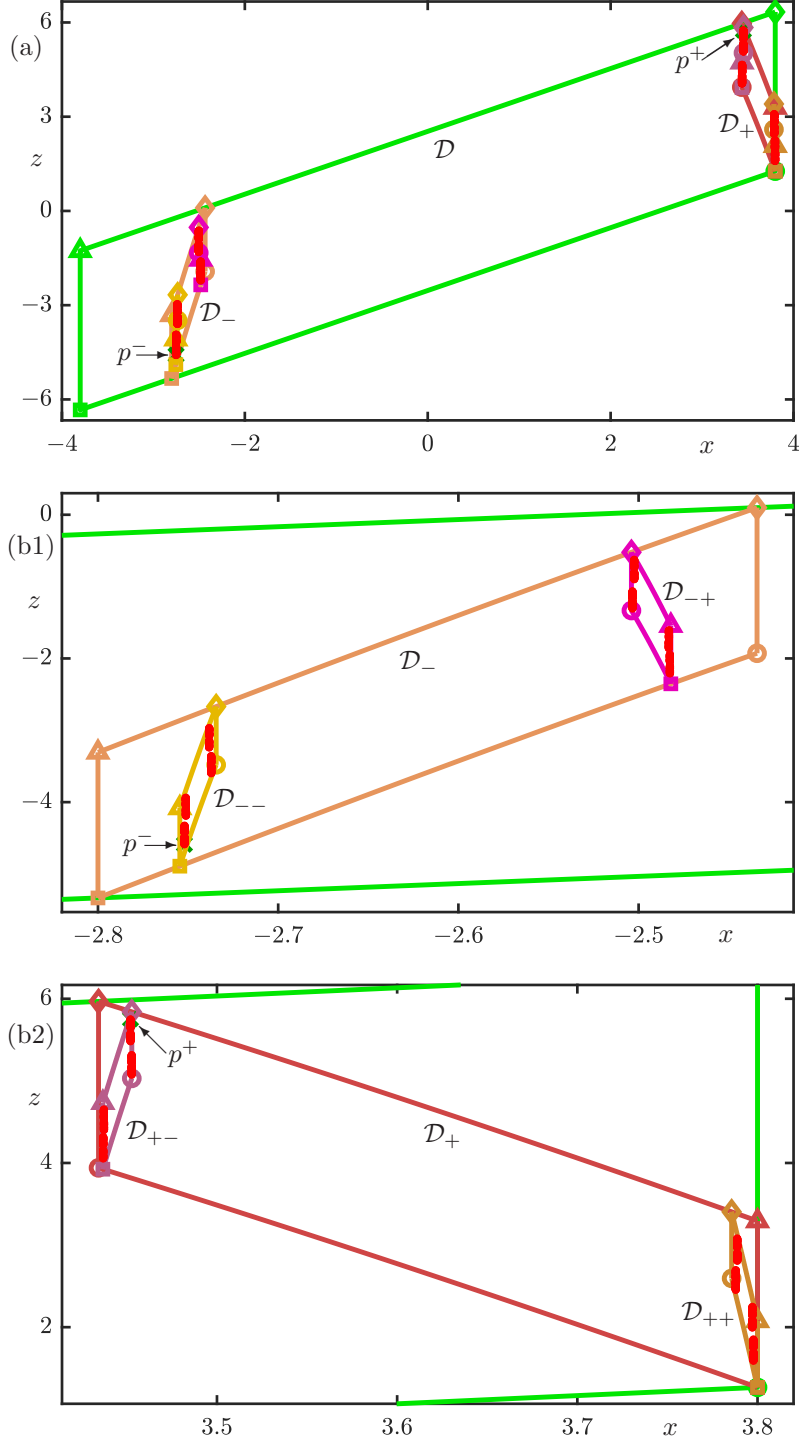 (a)
6
3
z
0
−3
−6
p⁺
𝒟₊
𝒟
𝒟₋
p⁻
−4 −2 0 2 x 4
(b1)
0
z
−2
−4
𝒟₋₊
𝒟₋
𝒟₋₋
p⁻
−2.8 −2.7 −2.6 −2.5 x
(b2)
6
z
4
2
p⁺
𝒟₊₋
𝒟₊
𝒟₊₊
3.5 3.6 3.7 x 3.8